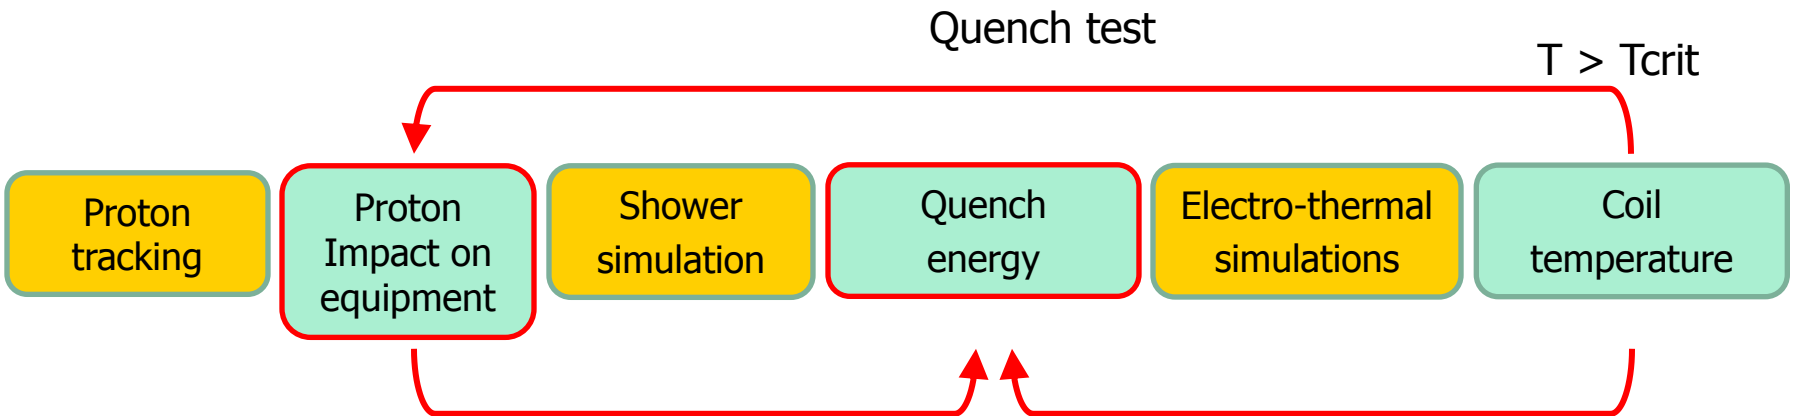 Quench test
T > Tcrit
Proton
tracking
Proton
Impact on
equipment
Shower
simulation
Quench
energy
Electro-thermal
simulations
Coil
temperature